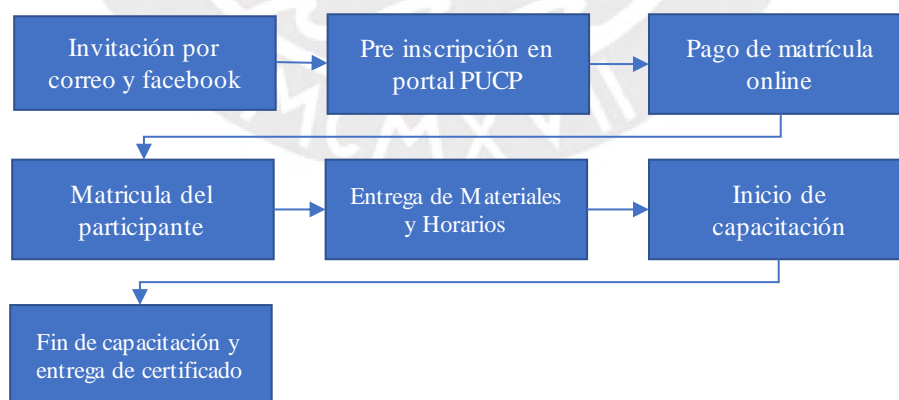 Invitación por
correo y facebook
Pre inscripción en
portal PUCP
Pago de matrícula
online
MCMXVII
Matricula del
participante
Entrega de Materiales
y Horarios
Inicio de
capacitación
Fin de capacitación y
entrega de certificado